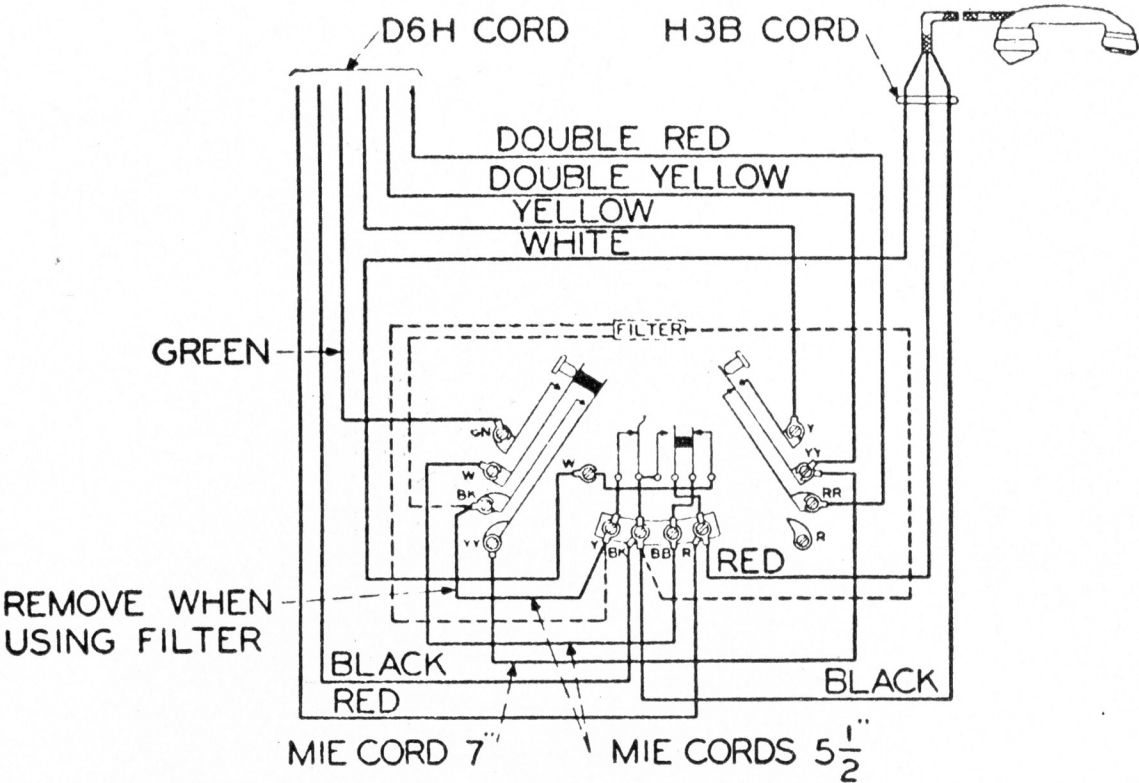 D6H CORD
H3B CORD
DOUBLE RED
DOUBLE YELLOW
YELLOW
WHITE
FILTER
GREEN
GN
Y
W
W
YY
BK
RR
YY
Y
BK
BB
R
R
RED
REMOVE WHEN
USING FILTER
BLACK
BLACK
RED
MIE CORD 7"
MIE CORDS 5 1/2"